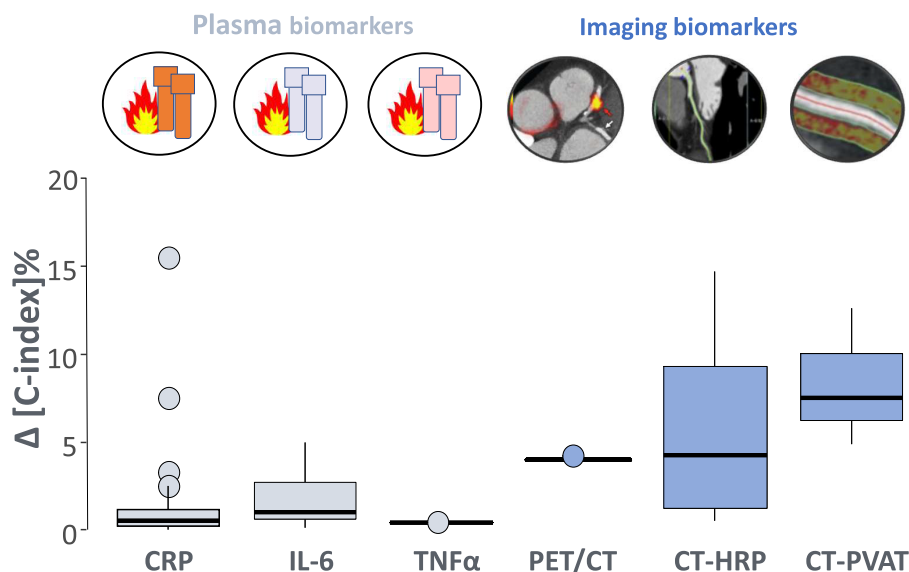 Plasma biomarkers
Imaging biomarkers
Δ [C-index]%
20
15
10
5
0
CRP
IL-6
TNFα
PET/CT
CT-HRP
CT-PVAT